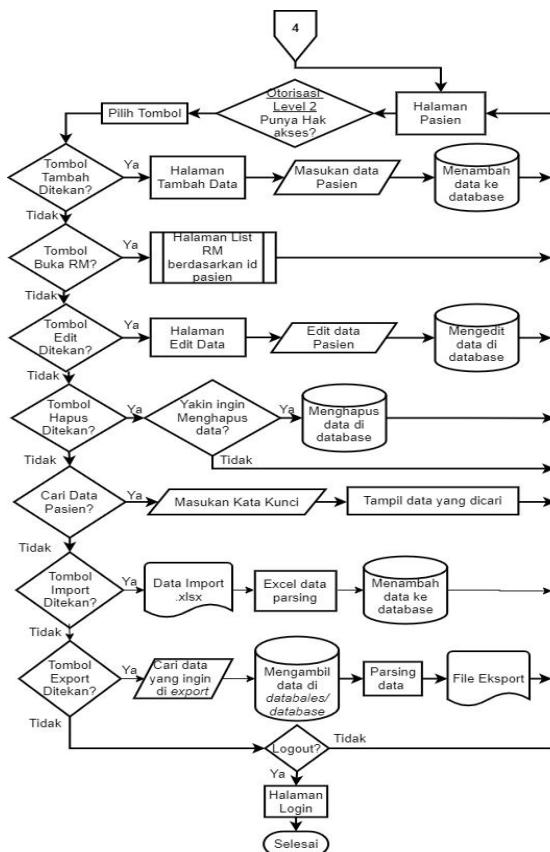 4
Otorisasi
Level 2
Punya Hak
akses?
Halaman
Pasien
Pilih Tombol
Tombol
Tambah
Ditekan?
Ya
Halaman
Tambah Data
Masukan data
Pasien
Menambah
data ke
database
Tidak
Tombol
Buka RM?
Ya
Halaman List
RM
berdasarkan id
pasien
Tidak
Tombol
Edit
Ditekan?
Ya
Halaman
Edit Data
Edit data
Pasien
Mengedit
data di
database
Tidak
Tombol
Hapus
Ditekan?
Ya
Yakin ingin
Menghapus
data?
Ya
Menghapus
data di
database
Tidak
Tidak
Cari Data
Pasien?
Ya
Masukan Kata Kunci
Tampil data yang dicari
Tidak
Tombol
Import
Ditekan?
Ya
Data Import
.xlsx
Excel data
parsing
Menambah
data ke
database
Tidak
Tombol
Export
Ditekan?
Ya
Cari data
yang ingin
di export
Mengambil
data di
databales/
database
Parsing
data
File Eksport
Tidak
Logout?
Tidak
Ya
Halaman
Login
Selesai